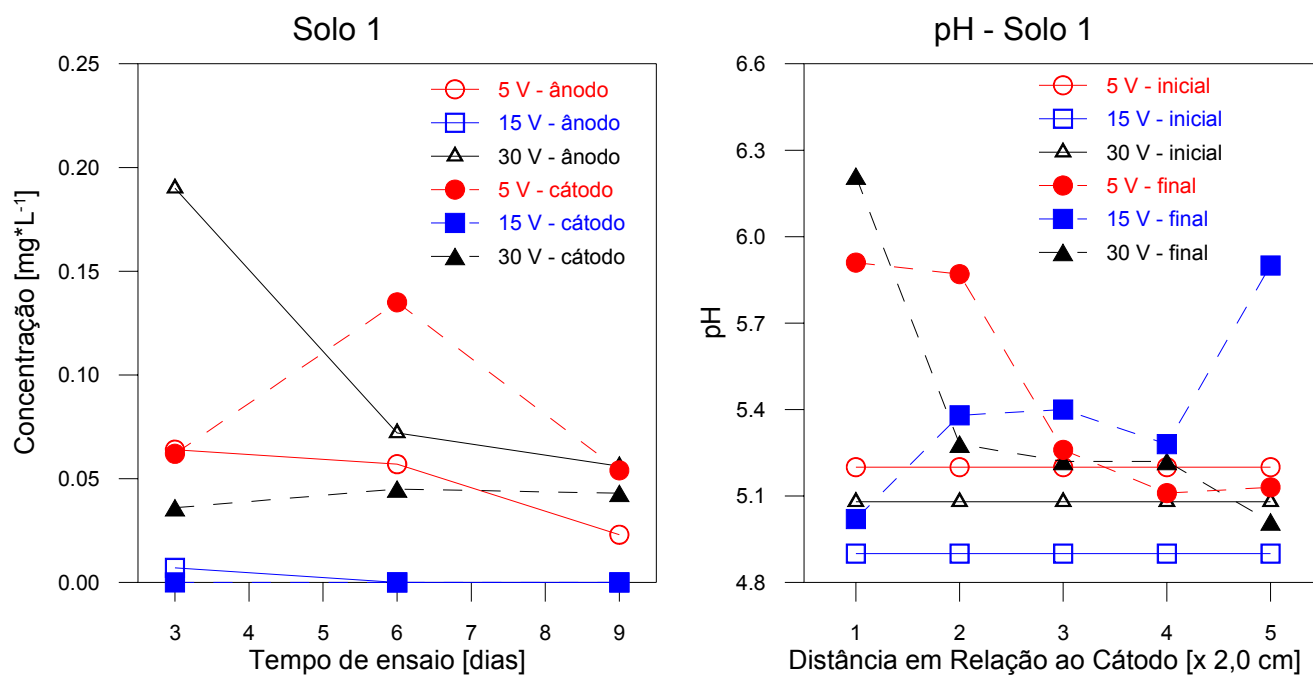 Solo 1
Concentração [mg*L-1]
0.25
0.20
0.15
0.10
0.05
0.00
5 V - ânodo
15 V - ânodo
30 V - ânodo
5 V - cátodo
15 V - cátodo
30 V - cátodo
3 4 5 6 7 8 9
Tempo de ensaio [dias]
pH - Solo 1
pH
6.6
6.3
6.0
5.7
5.4
5.1
4.8
5 V - inicial
15 V - inicial
30 V - inicial
5 V - final
15 V - final
30 V - final
1 2 3 4 5
Distância em Relação ao Cátodo [x 2,0 cm]